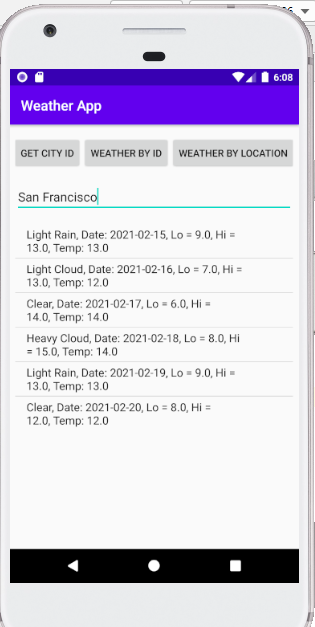 6:08
Weather App
GET CITY ID WEATHER BY ID WEATHER BY LOCATION
San Francisco
Light Rain, Date: 2021-02-15, Lo = 9.0, Hi =
13.0, Temp: 13.0
Light Cloud, Date: 2021-02-16, Lo = 7.0, Hi =
13.0, Temp: 12.0
Clear, Date: 2021-02-17, Lo = 6.0, Hi =
14.0, Temp: 14.0
Heavy Cloud, Date: 2021-02-18, Lo = 8.0, Hi
= 15.0, Temp: 14.0
Light Rain, Date: 2021-02-19, Lo = 9.0, Hi =
13.0, Temp: 13.0
Clear, Date: 2021-02-20, Lo = 8.0, Hi =
12.0, Temp: 12.0